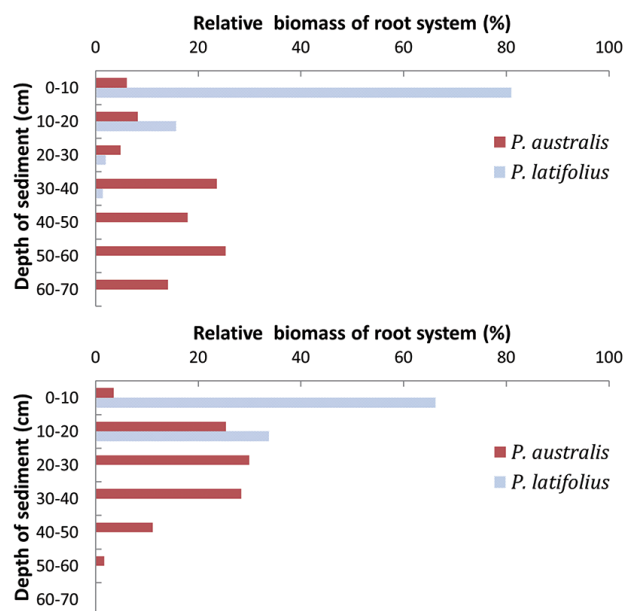 Relative biomass of root system (%)
0 20 40 60 80 100
Depth of sediment (cm)
0-10
10-20
20-30
30-40
40-50
50-60
60-70
P. australis
P. latifolius
Relative biomass of root system (%)
0 20 40 60 80 100
Depth of sediment (cm)
0-10
10-20
20-30
30-40
40-50
50-60
60-70
P. australis
P. latifolius